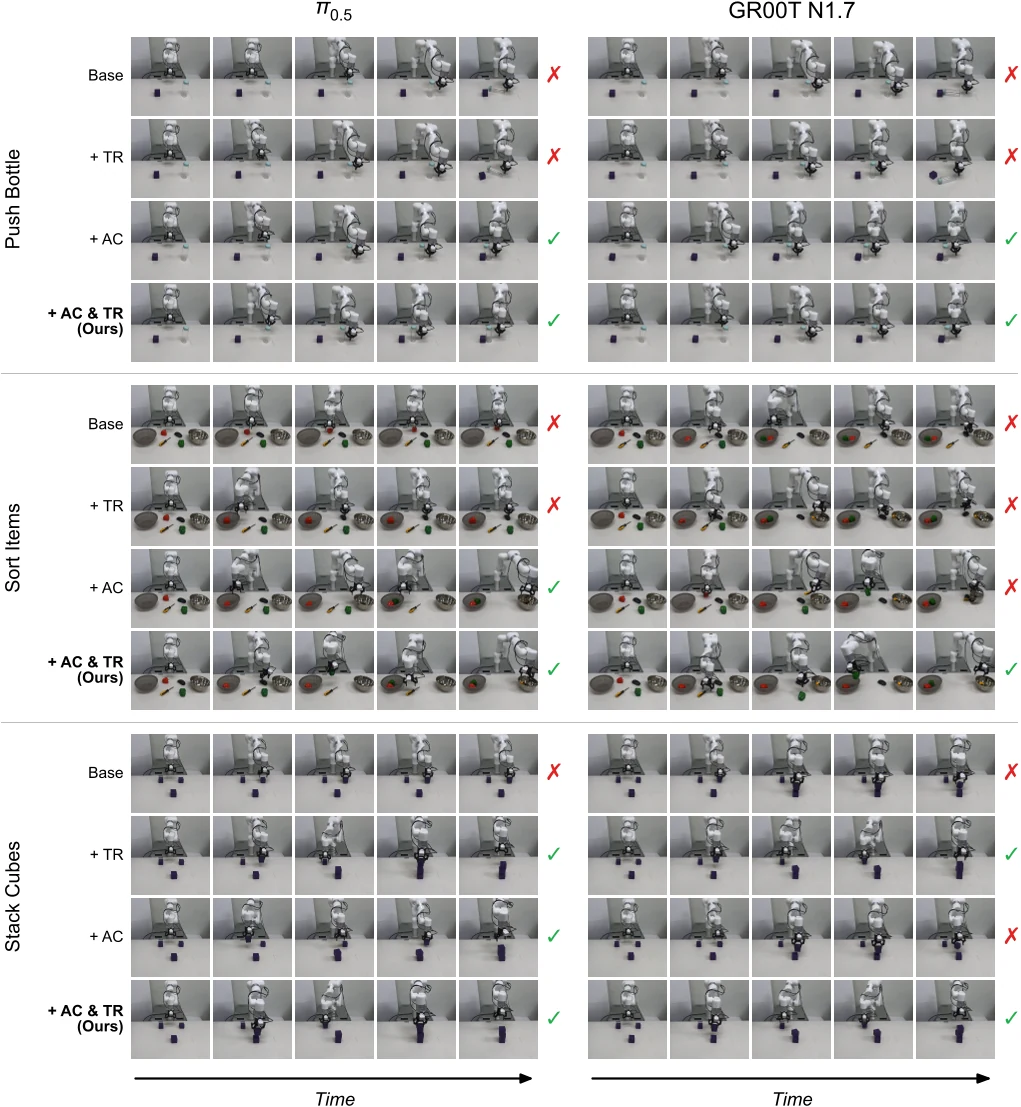 π0.5
GR00T N1.7
Push Bottle
Base
✗
✗
+ TR
✗
✗
+ AC
✓
✓
+ AC & TR
(Ours)
✓
✓
Sort Items
Base
✗
✗
+ TR
✗
✗
+ AC
✓
✗
+ AC & TR
(Ours)
✓
✓
Stack Cubes
Base
✗
✗
+ TR
✓
✓
+ AC
✓
✗
+ AC & TR
(Ours)
✓
✓
Time
Time